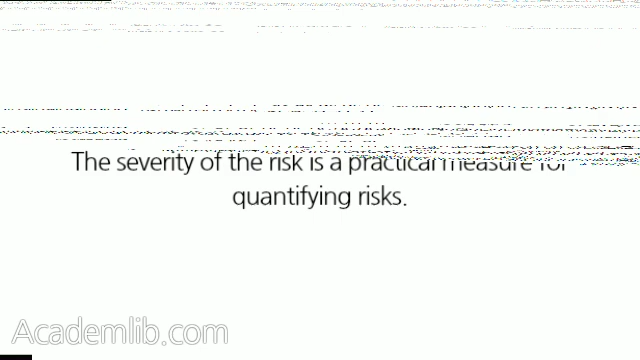 The severity of the risk is a practical measure for
quantifying risks.
Academlib.com